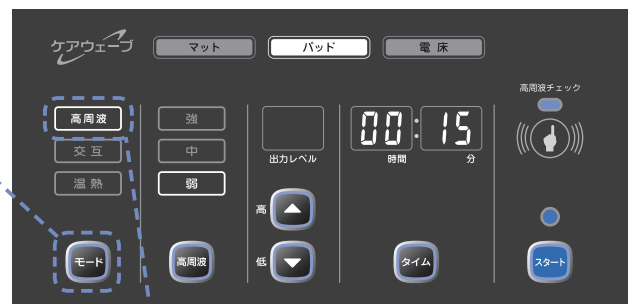 ケアウェーブ
マット
パッド
電床
高周波
交互
温熱
モード
強
中
弱
高周波
出力レベル
高
低
00:15
時間
分
タイム
高周波チェック
スタート